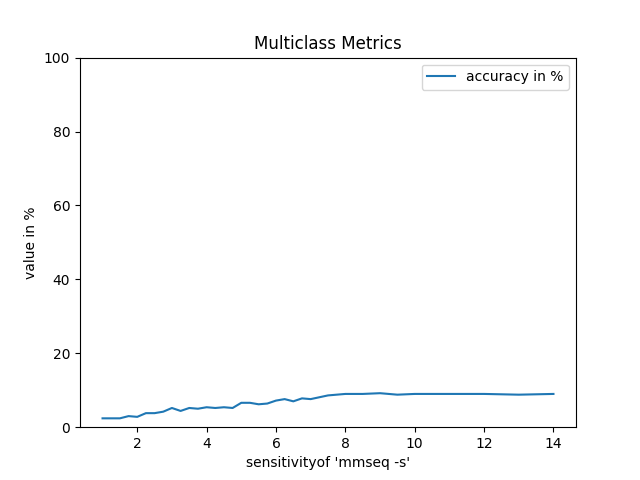 Multiclass Metrics
accuracy in %
100
80
60
40
20
0
value in %
2 4 6 8 10 12 14
sensitivityof 'mmseq -s'